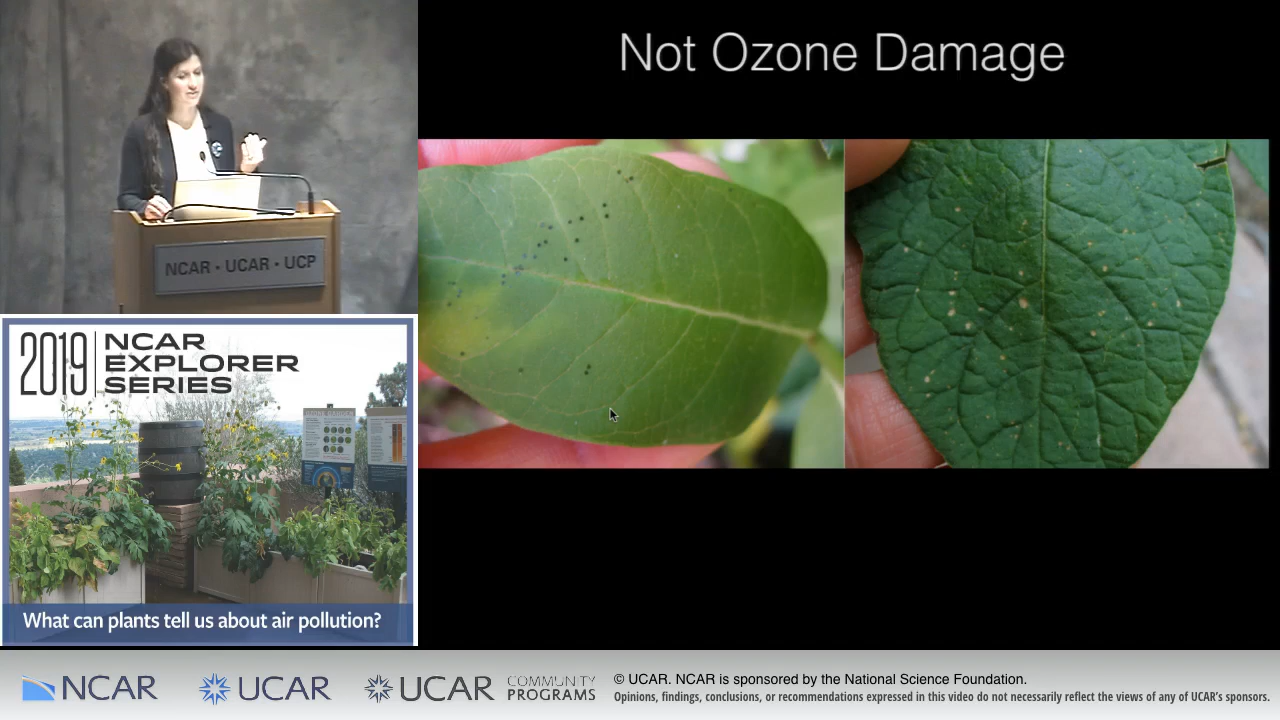 Not Ozone Damage
NCAR • UCAR • UCP
2019 NCAR
EXPLORER
SERIES
What can plants tell us about air pollution?
NCAR
UCAR
UCAR COMMUNITY
PROGRAMS
© UCAR. NCAR is sponsored by the National Science Foundation.
Opinions, findings, conclusions, or recommendations expressed in this video do not necessarily reflect the views of any of UCAR's sponsors.